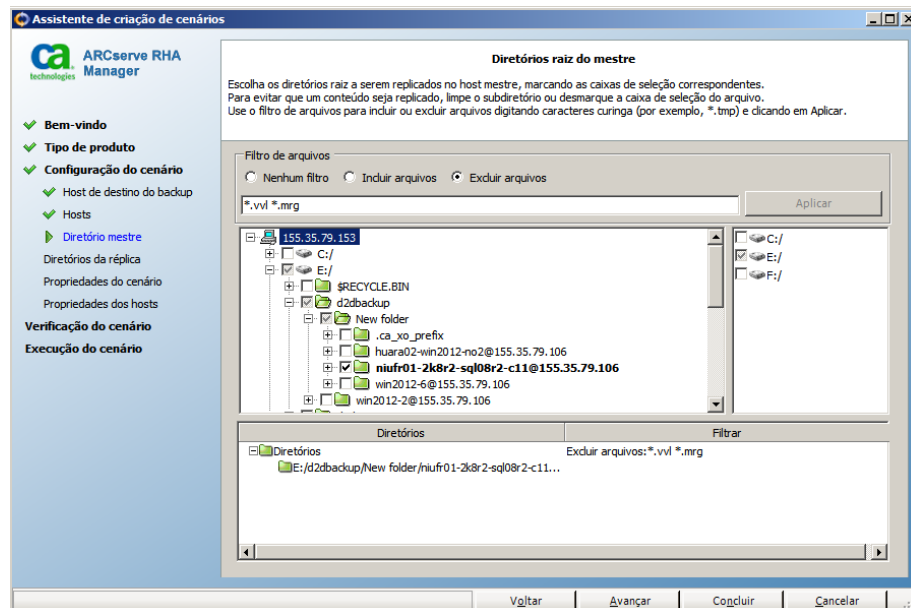 Assistente de criação de cenários
ca
technologies
ARCserve RHA
Manager
Bem-vindo
Tipo de produto
Configuração do cenário
Host de destino do backup
Hosts
Diretório mestre
Diretórios da réplica
Propriedades do cenário
Propriedades dos hosts
Verificação do cenário
Execução do cenário
Diretórios raiz do mestre
Escolha os diretórios raiz a serem replicados no host mestre, marcando as caixas de seleção correspondentes.
Para evitar que um conteúdo seja replicado, limpe o subdiretório ou desmarque a caixa de seleção do arquivo.
Use o filtro de arquivos para incluir ou excluir arquivos digitando caracteres curinga (por exemplo, *.tmp) e clicando em Aplicar.
Filtro de arquivos
Nenhum filtro Incluir arquivos Excluir arquivos
*.vvl *.mrg
Aplicar
155.35.79.153
C:/
E:/
$RECYCLE.BIN
d2dbackup
New folder
.ca_xo_prefix
huara02-win2012-no2@155.35.79.106
niufr01-2k8r2-sql08r2-c11@155.35.79.106
win2012-6@155.35.79.106
win2012-2@155.35.79.106
C:/
E:/
F:/
Diretórios Filtrar
Diretórios Excluir arquivos:*.vvl *.mrg
E:/d2dbackup/New folder/niufr01-2k8r2-sql08r2-c11...
Voltar Avançar Concluir Cancelar